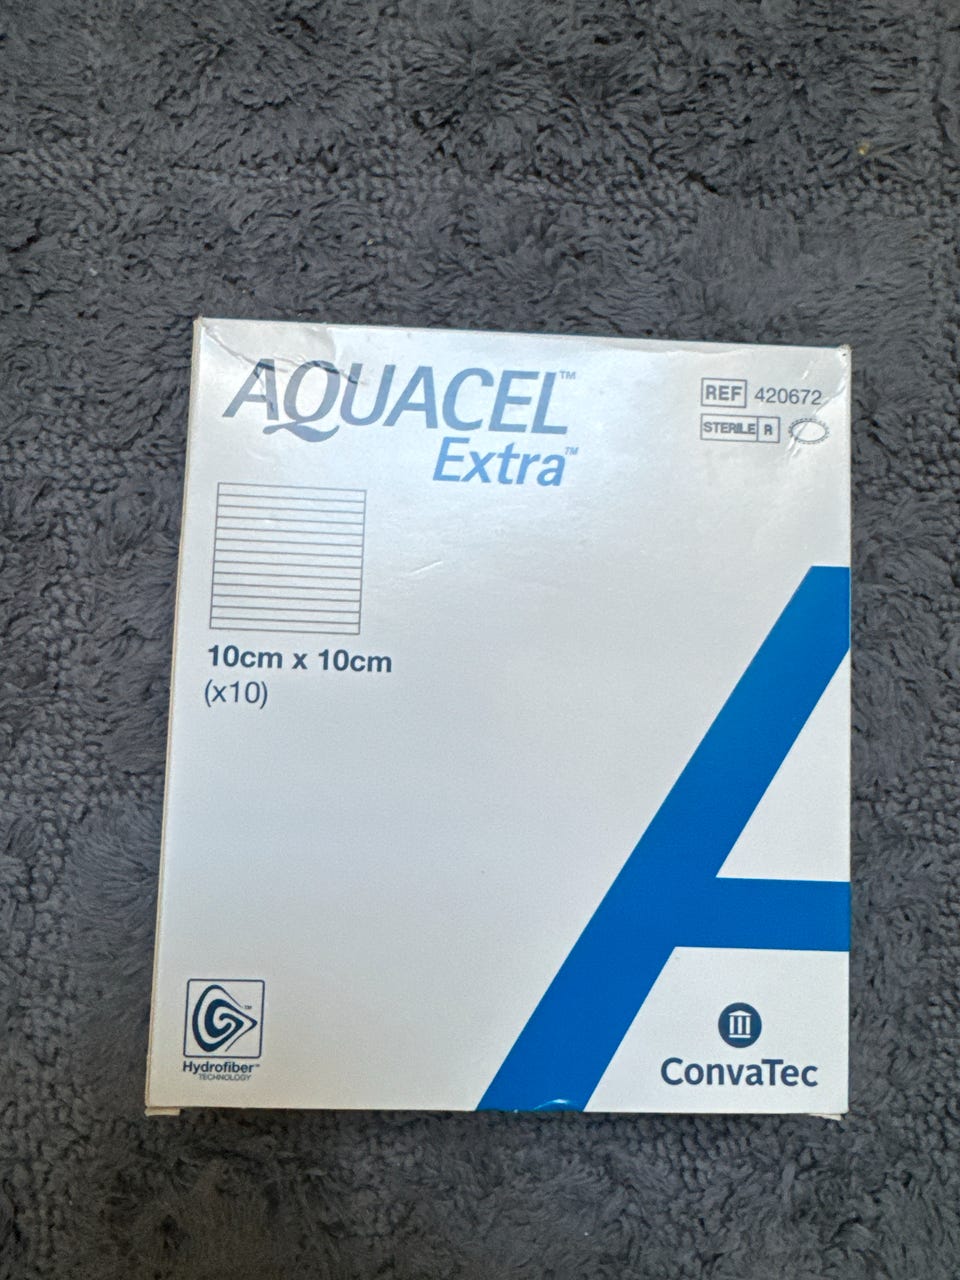 AQUACEL™
Extra™
REF 420672
STERILE R
10cm x 10cm
(x10)
Hydrofiber™
TECHNOLOGY
ConvaTec